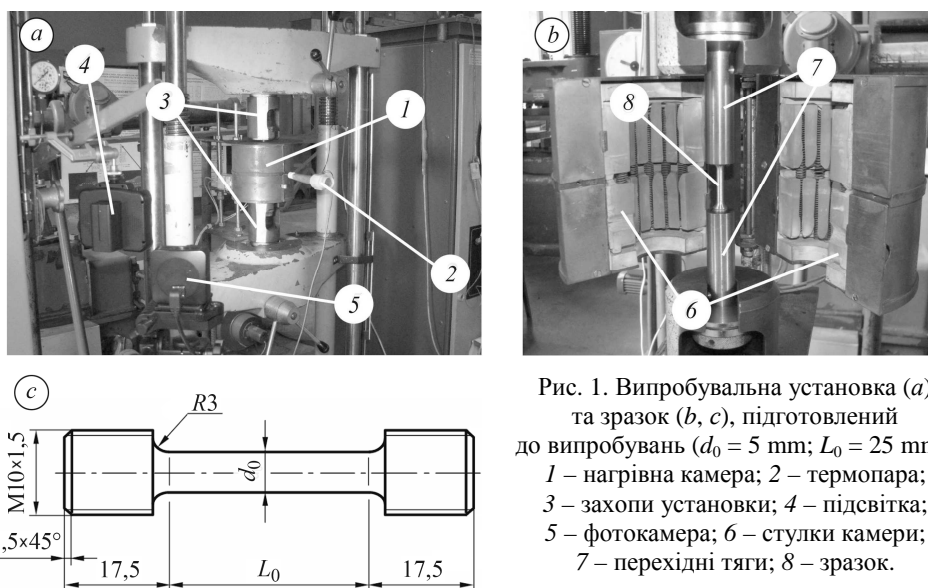 a
4
3
1
2
5
b
7
8
6
c
R3
M10×1,5
d₀
,5×45°
17,5
L₀
17,5
Рис. 1. Випробувальна установка (a)
та зразок (b, c), підготовлений
до випробувань (d₀ = 5 mm; L₀ = 25 mm
1 – нагрівна камера; 2 – термопара;
3 – захопи установки; 4 – підсвітка;
5 – фотокамера; 6 – стулки камери;
7 – перехідні тяги; 8 – зразок.